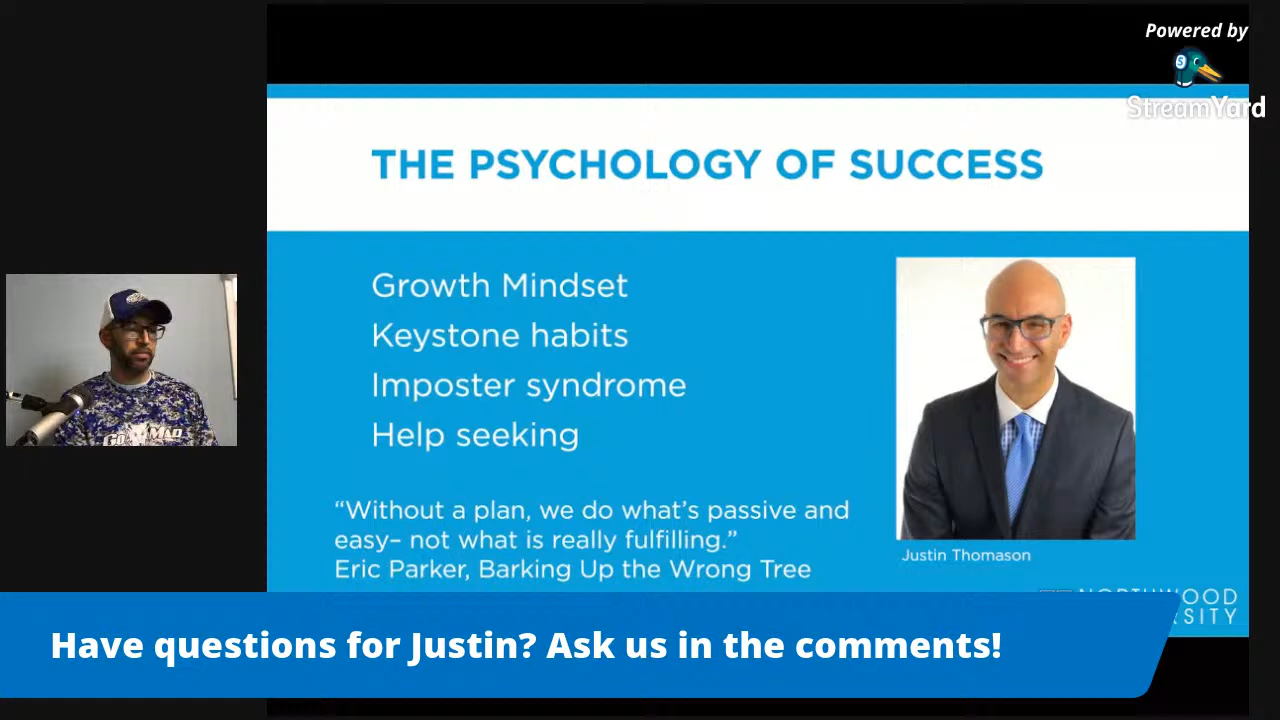 Powered by
StreamYard
THE PSYCHOLOGY OF SUCCESS
Growth Mindset
Keystone habits
Imposter syndrome
Help seeking
“Without a plan, we do what’s passive and
easy– not what is really fulfilling.”
Eric Parker, Barking Up the Wrong Tree
Justin Thomason
Have questions for Justin? Ask us in the comments!